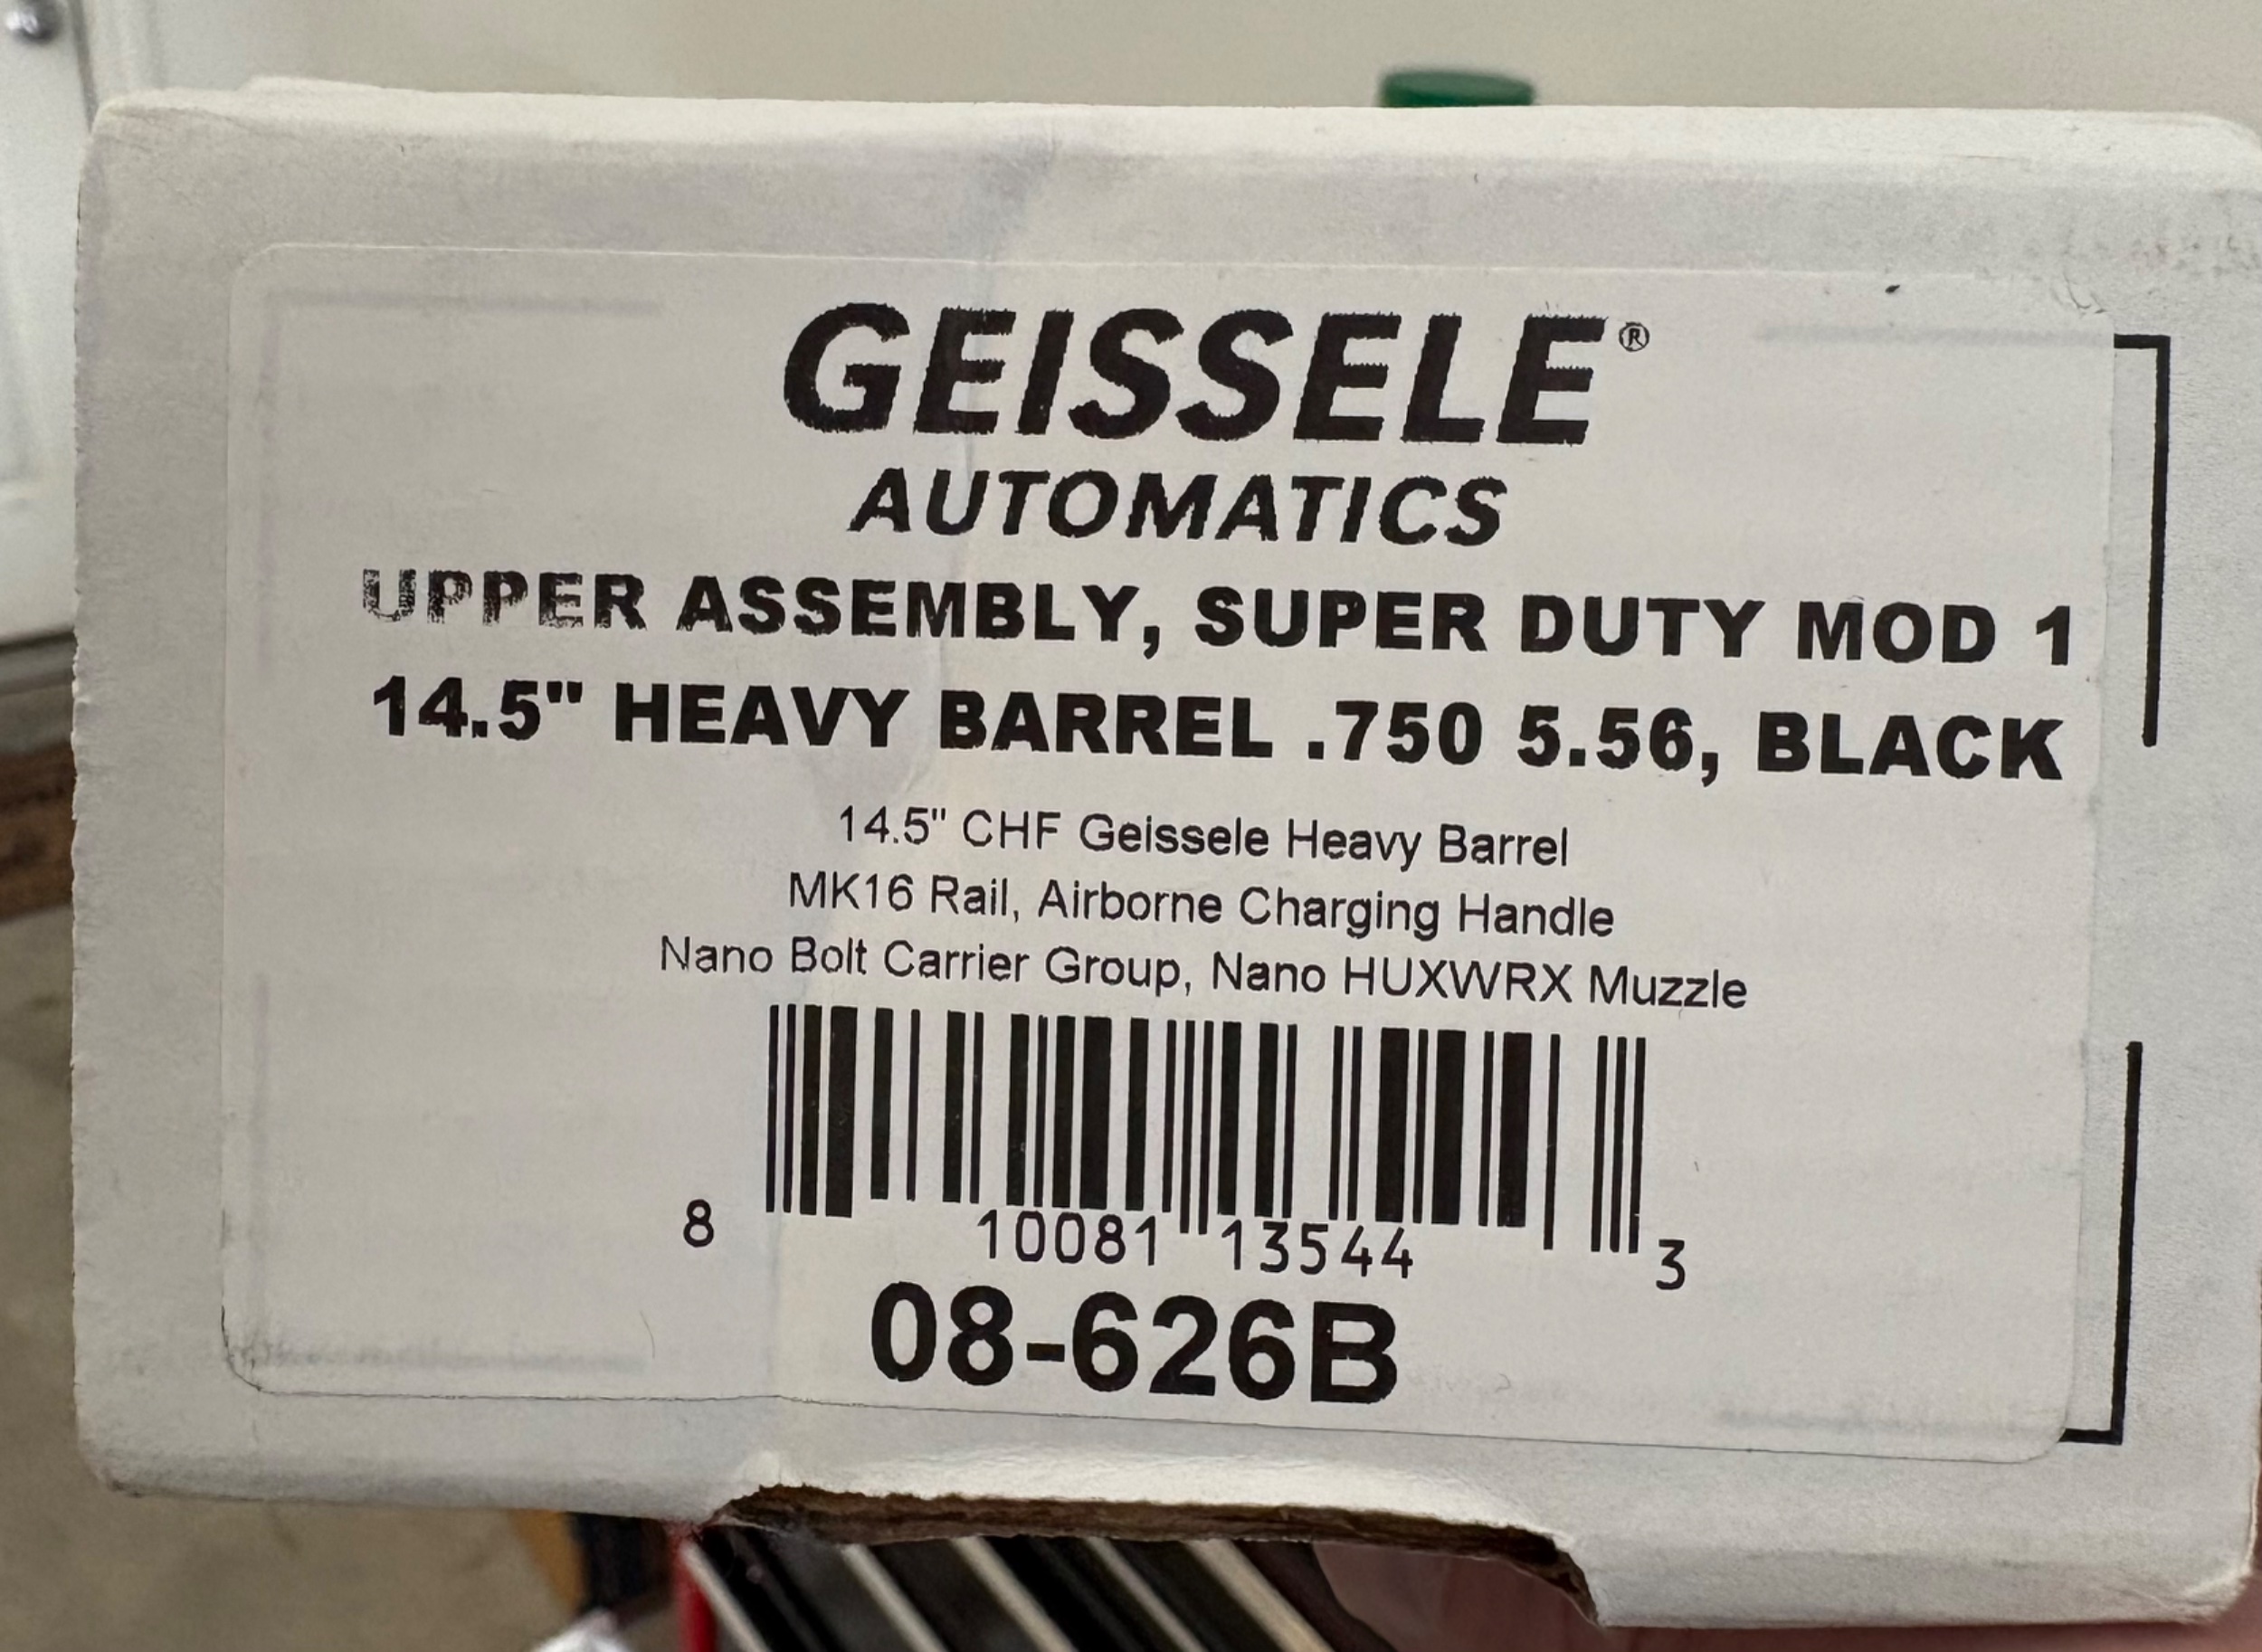 GEISSELE®
AUTOMATICS
UPPER ASSEMBLY, SUPER DUTY MOD 1
14.5" HEAVY BARREL .750 5.56, BLACK
14.5" CHF Geissele Heavy Barrel
MK16 Rail, Airborne Charging Handle
Nano Bolt Carrier Group, Nano HUXWRX Muzzle
8 10081 13544 3
08-626B